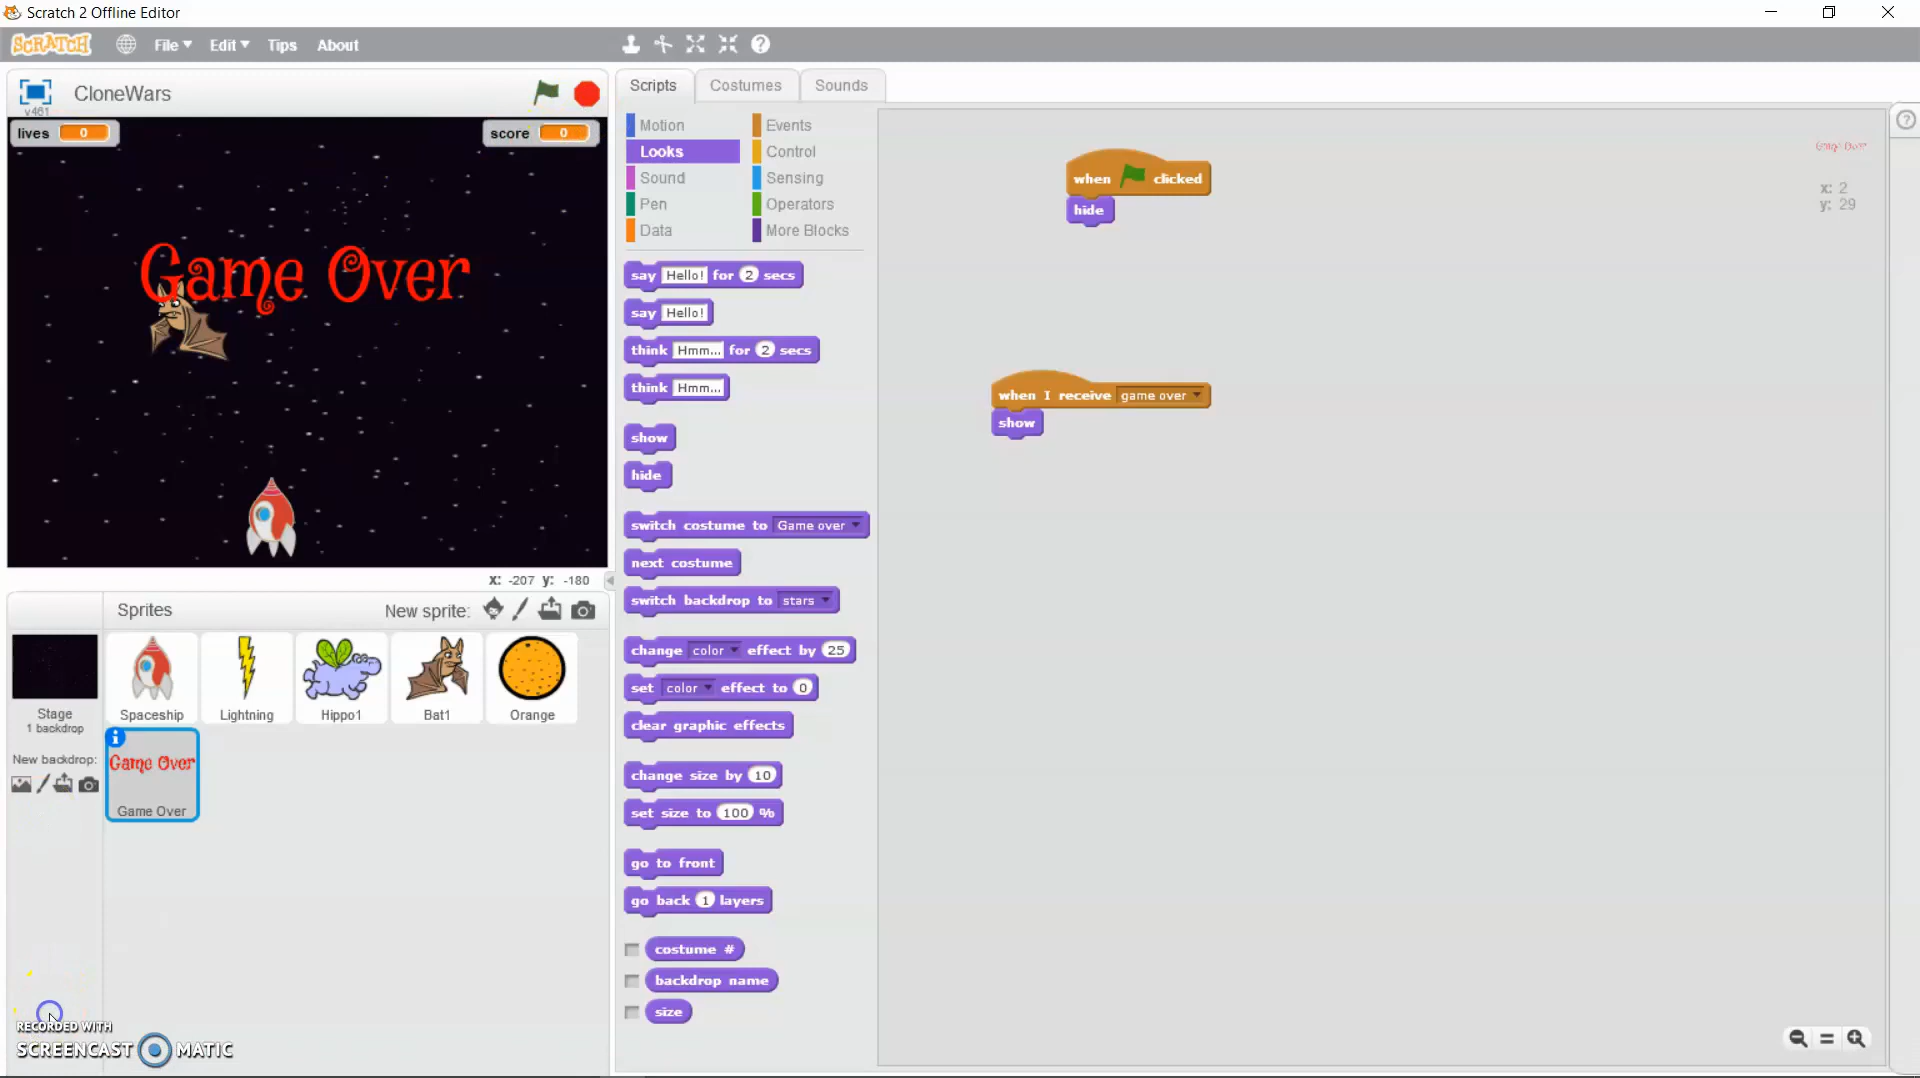 Scratch 2 Offline Editor
SCRATCH File Edit Tips About
v461 CloneWars
lives 0 score 0
Game Over
x: -207 y: -180
Sprites New sprite:
Spaceship Lightning Hippo1 Bat1 Orange
Stage
1 backdrop
New backdrop:
Game Over
Game Over
Scripts Costumes Sounds
Motion Events
Looks Control
Sound Sensing
Pen Operators
Data More Blocks
say Hello! for 2 secs
say Hello!
think Hmm... for 2 secs
think Hmm...
show
hide
switch costume to Game over
next costume
switch backdrop to stars
change color effect by 25
set color effect to 0
clear graphic effects
change size by 10
set size to 100 %
go to front
go back 1 layers
costume #
backdrop name
size
when clicked
hide
when I receive game over
show
Game Over
x: 2
y: 29
RECORDED WITH
SCREENCAST MATIC